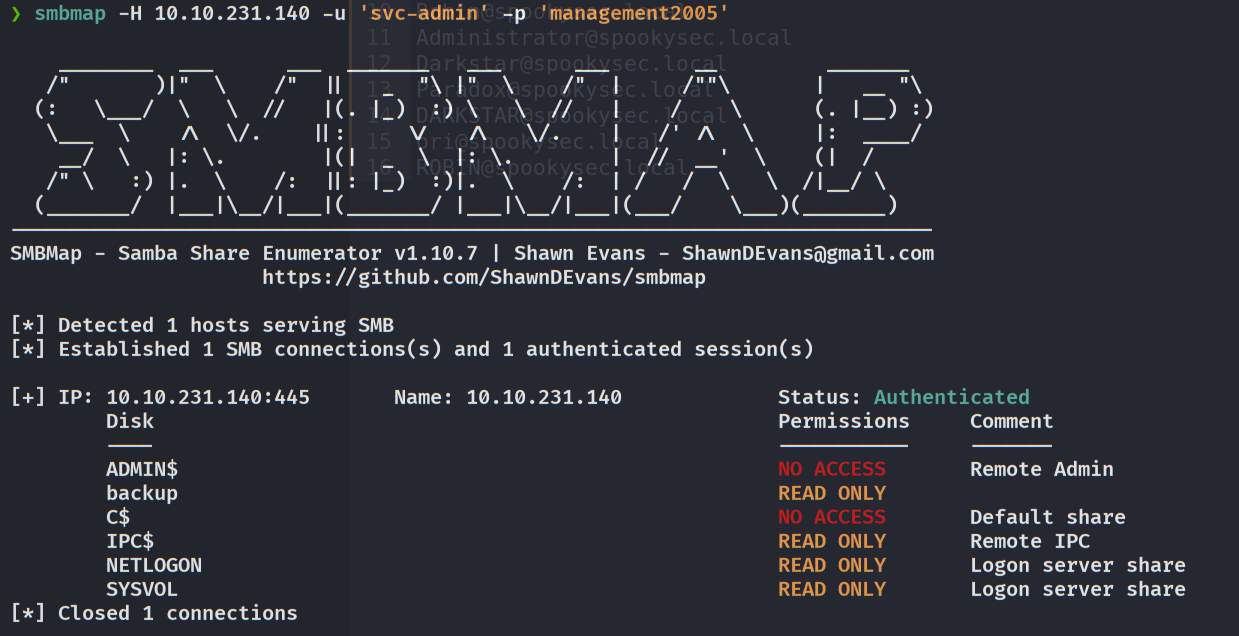 ❯ smbmap -H 10.10.231.140 -u 'svc-admin' -p 'management2005'
11 Administrator@spookysec.local
12 Darkstar@spookysec.local
13 Paradox@spookysec.local
14 DARKSTAR@spookysec.local
15 ori@spookysec.local
16 ROBIN@spookysec.local
SMBMap - Samba Share Enumerator v1.10.7 | Shawn Evans - ShawnDEvans@gmail.com
https://github.com/ShawnDEvans/smbmap
[*] Detected 1 hosts serving SMB
[*] Established 1 SMB connections(s) and 1 authenticated session(s)
[+] IP: 10.10.231.140:445 Name: 10.10.231.140 Status: Authenticated
Disk Permissions Comment
---- ----------- -------
ADMIN$ NO ACCESS Remote Admin
backup READ ONLY
C$ NO ACCESS Default share
IPC$ READ ONLY Remote IPC
NETLOGON READ ONLY Logon server share
SYSVOL READ ONLY Logon server share
[*] Closed 1 connections